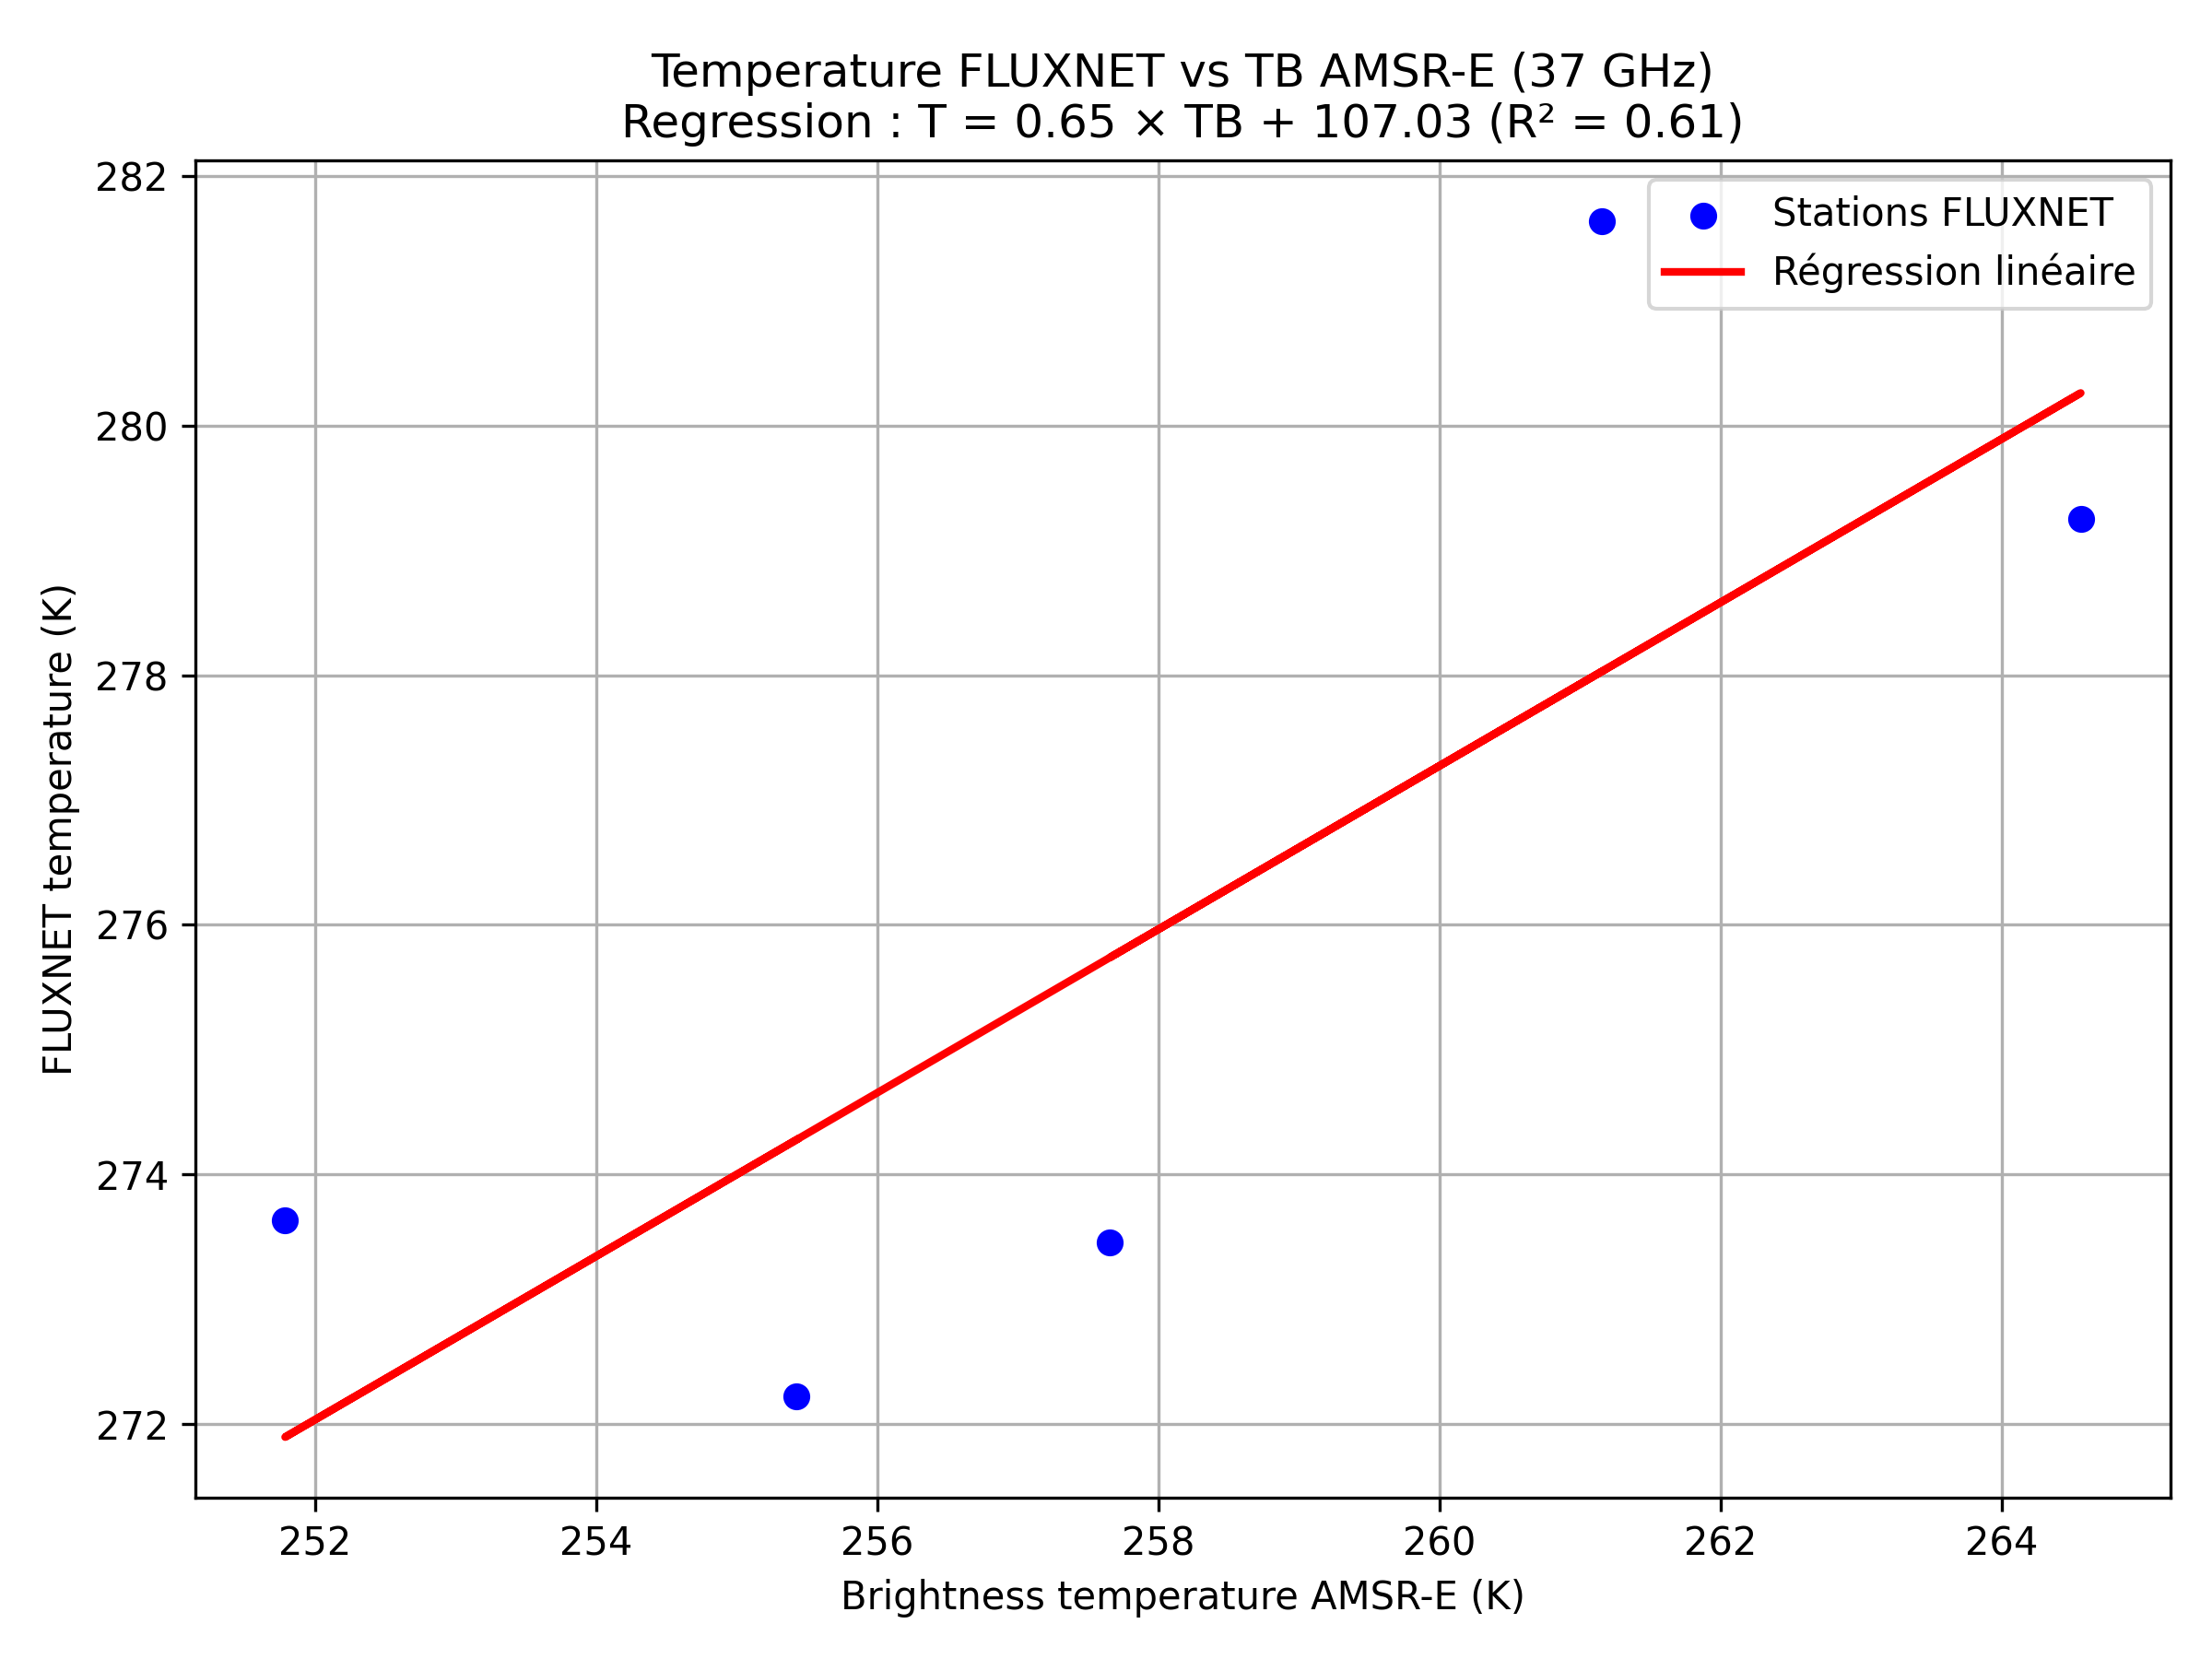 Temperature FLUXNET vs TB AMSR-E (37 GHz)
Regression : T = 0.65 × TB + 107.03 (R² = 0.61)
Stations FLUXNET
Régression linéaire
FLUXNET temperature (K)
282
280
278
276
274
272
252 254 256 258 260 262 264
Brightness temperature AMSR-E (K)